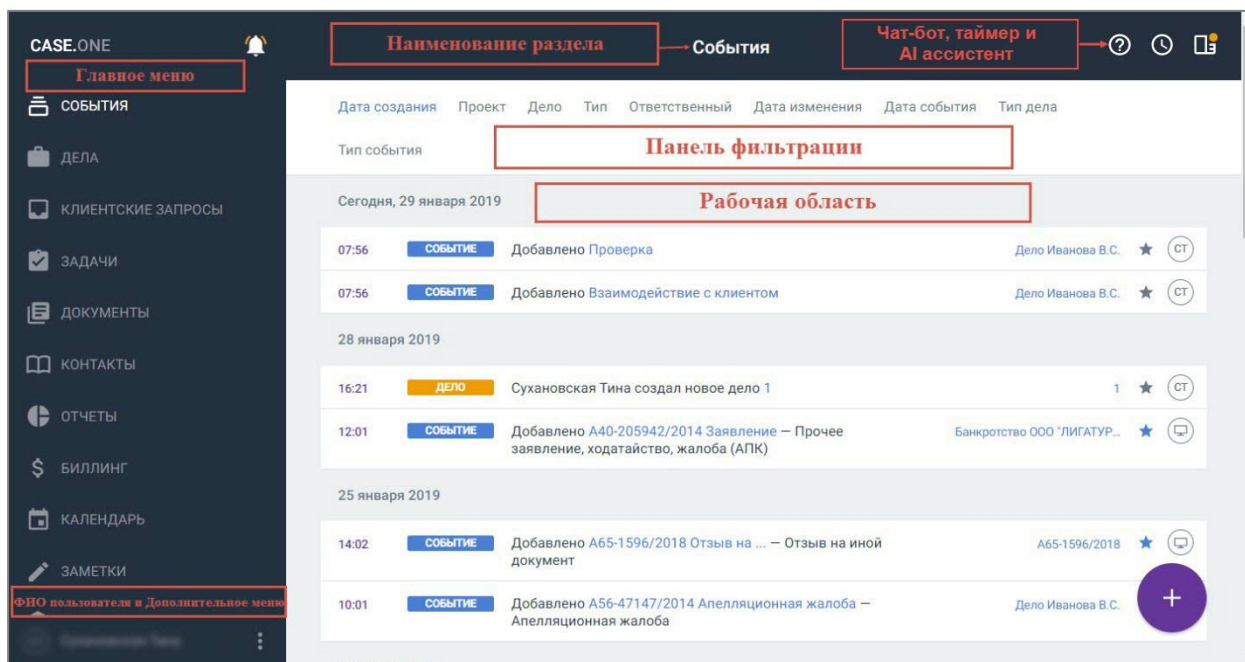 CASE.ONE
Наименование раздела
События
Чат-бот, таймер и
AI ассистент
Главное меню
СОБЫТИЯ
ДЕЛА
КЛИЕНТСКИЕ ЗАПРОСЫ
ЗАДАЧИ
ДОКУМЕНТЫ
КОНТАКТЫ
ОТЧЕТЫ
БИЛЛИНГ
КАЛЕНДАРЬ
ЗАМЕТКИ
ФИО пользователя и Дополнительное меню
Дата создания Проект Дело Тип Ответственный Дата изменения Дата события Тип дела
Тип события
Панель фильтрации
Сегодня, 29 января 2019
Рабочая область
07:56 СОБЫТИЕ Добавлено Проверка Дело Иванова В.С. СТ
07:56 СОБЫТИЕ Добавлено Взаимодействие с клиентом Дело Иванова В.С. СТ
28 января 2019
16:21 ДЕЛО Сухановская Тина создал новое дело 1 1 СТ
12:01 СОБЫТИЕ Добавлено А40-205942/2014 Заявление — Прочее Банкротство ООО "ЛИГАТУР...
заявление, ходатайство, жалоба (АПК)
25 января 2019
14:02 СОБЫТИЕ Добавлено А65-1596/2018 Отзыв на ... — Отзыв на иной А65-1596/2018
документ
10:01 СОБЫТИЕ Добавлено А56-47147/2014 Апелляционная жалоба — Дело Иванова В.С.
Апелляционная жалоба